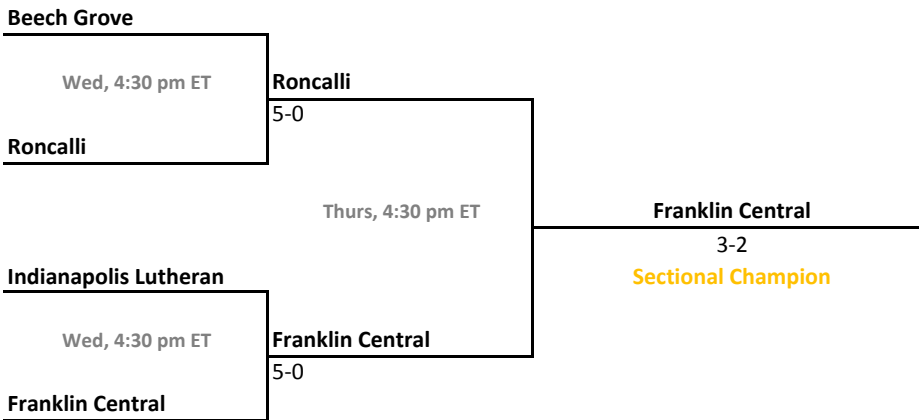 Beech Grove
Wed, 4:30 pm ET
Roncalli
5-0
Roncalli
Thurs, 4:30 pm ET
Franklin Central
3-2
Sectional Champion
Indianapolis Lutheran
Wed, 4:30 pm ET
Franklin Central
5-0
Franklin Central